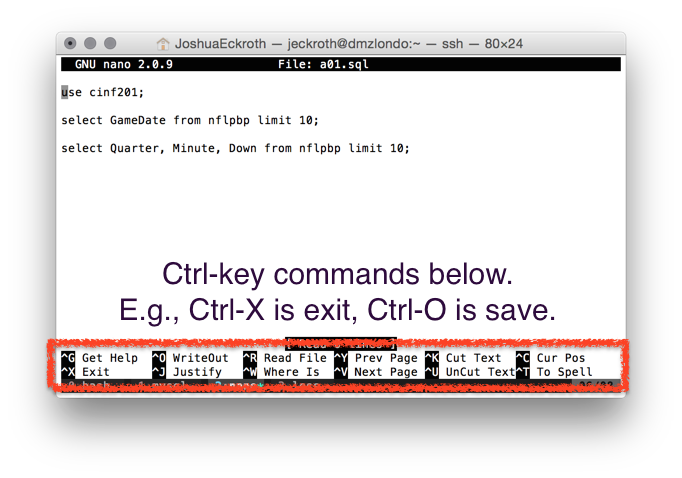 JoshuaEckroth — jeckroth@dmzlondo:~ — ssh — 80×24
GNU nano 2.0.9 File: a01.sql
use cinf201;
select GameDate from nflpbp limit 10;
select Quarter, Minute, Down from nflpbp limit 10;
Ctrl-key commands below.
E.g., Ctrl-X is exit, Ctrl-O is save.
^G Get Help ^O WriteOut ^R Read File ^Y Prev Page ^K Cut Text ^C Cur Pos
^X Exit ^J Justify ^W Where Is ^V Next Page ^U UnCut Text ^T To Spell